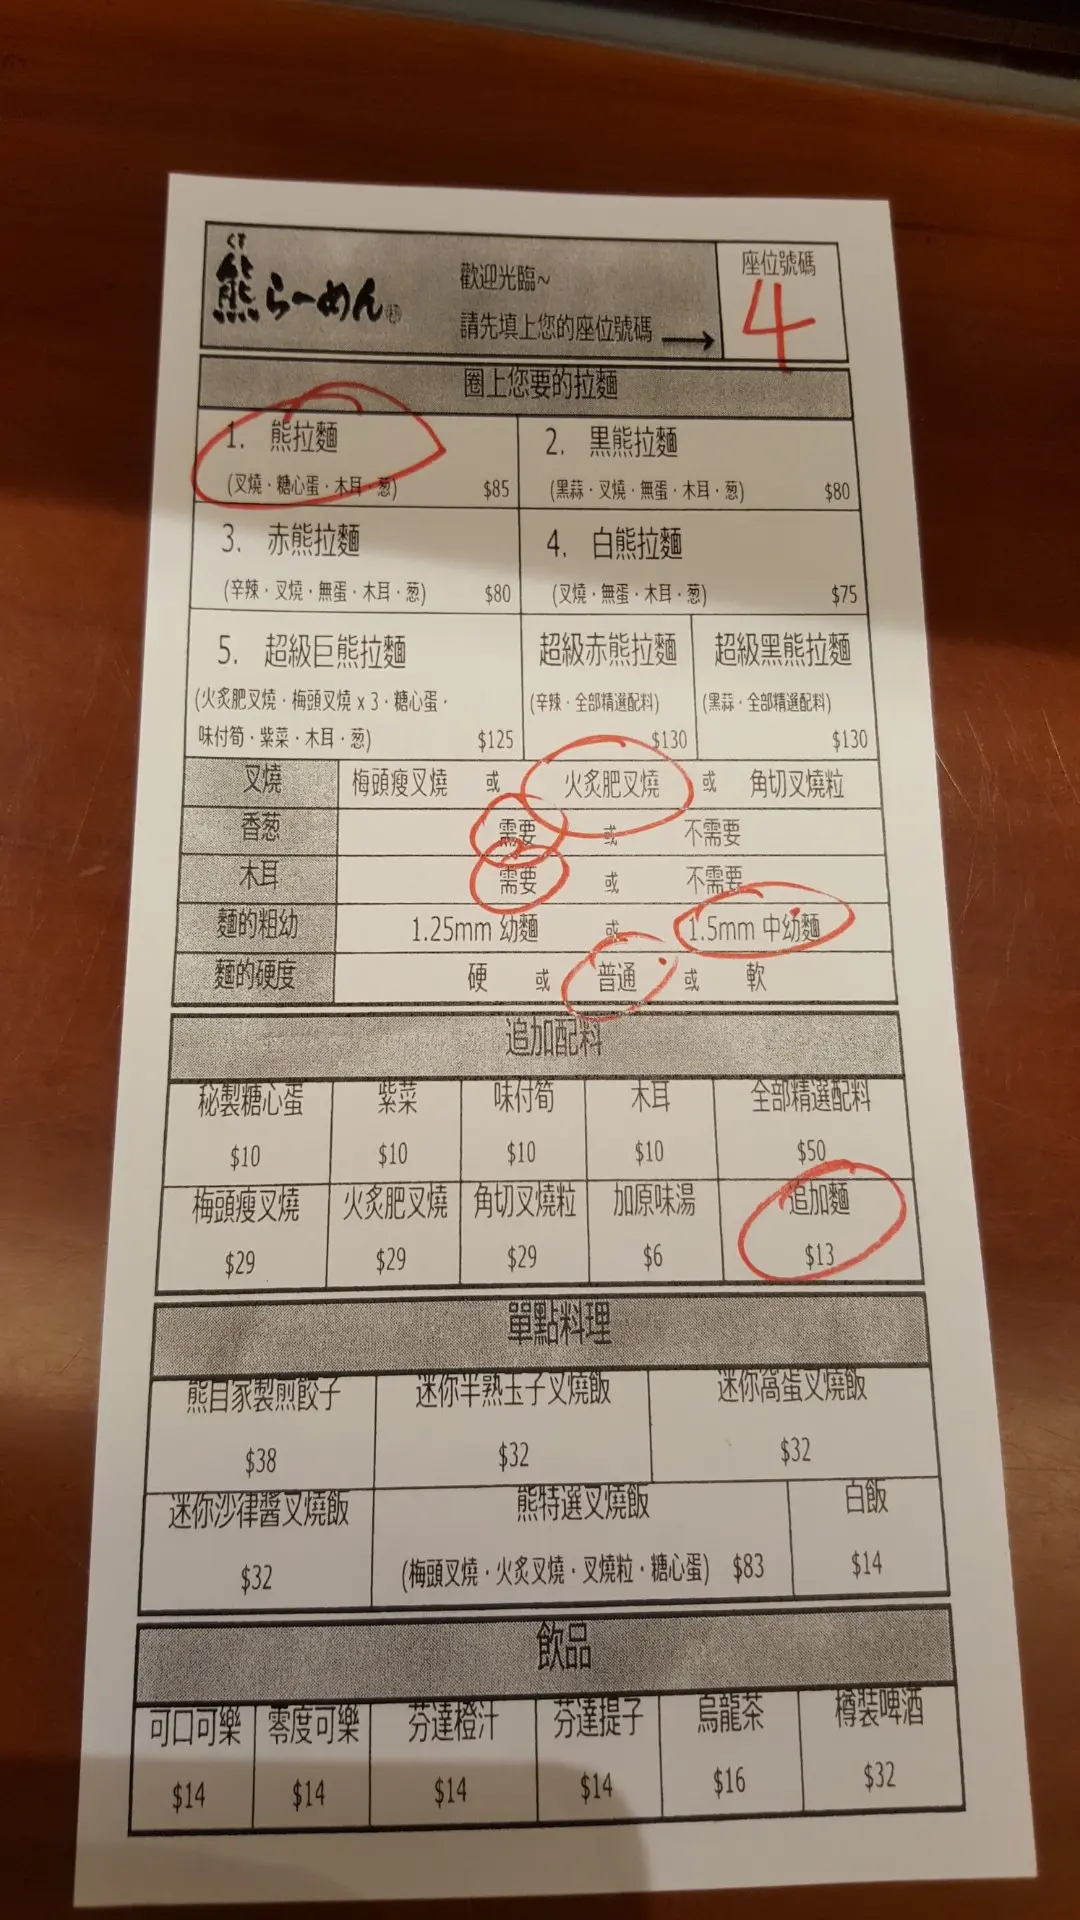 くま
熊らーめん
歡迎光臨~
請先填上您的座位號碼
座位號碼
4
圈上您要的拉麵
1. 熊拉麵
(叉燒‧糖心蛋‧木耳‧葱) $85
2. 黒熊拉麵
(黑蒜‧叉燒‧無蛋‧木耳‧葱) $80
3. 赤熊拉麵
(辛辣‧叉燒‧無蛋‧木耳‧葱) $80
4. 白熊拉麵
(叉燒‧無蛋‧木耳‧葱) $75
5. 超級巨熊拉麵
(火炙肥叉燒‧梅頭叉燒 x 3‧糖心蛋‧
味付筍‧紫菜‧木耳‧葱) $125
超級赤熊拉麵
(辛辣‧全部精選配料)
$130
超級黑熊拉麵
(黑蒜‧全部精選配料)
$130
叉燒 梅頭瘦叉燒 或 火炙肥叉燒 或 角切叉燒粒
香葱 需要 或 不需要
木耳 需要 或 不需要
麵的粗幼 1.25mm 幼麵 或 1.5mm 中幼麵
麵的硬度 硬 或 普通 或 軟
追加配料
秘製糖心蛋 紫菜 味付筍 木耳 全部精選配料
$10 $10 $10 $10 $50
梅頭瘦叉燒 火炙肥叉燒 角切叉燒粒 加原味湯 追加麵
$29 $29 $29 $6 $13
單點料理
熊自家製煎餃子 迷你半熟玉子叉燒飯 迷你窩蛋叉燒飯
$38 $32 $32
迷你沙律醬叉燒飯 熊特選叉燒飯 白飯
$32 (梅頭叉燒‧火炙叉燒‧叉燒粒‧糖心蛋) $83 $14
飲品
可口可樂 零度可樂 芬達橙汁 芬達提子 烏龍茶 樽裝啤酒
$14 $14 $14 $14 $16 $32